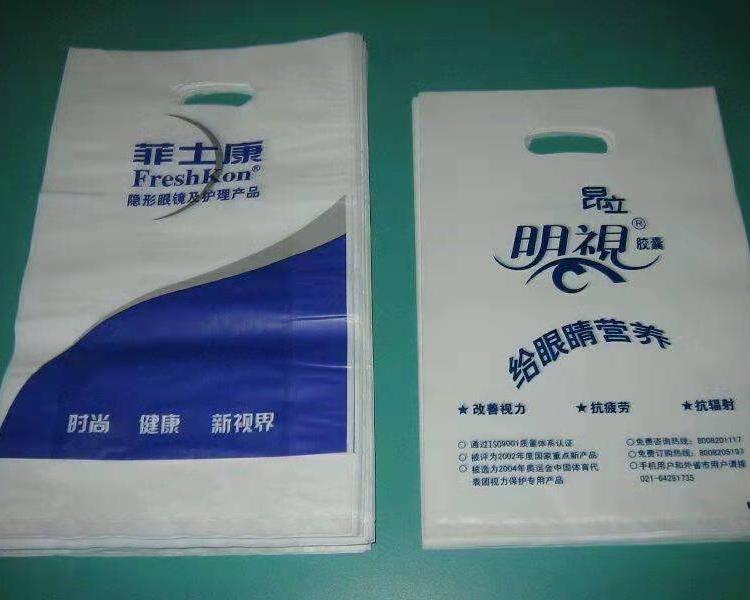 菲士康
FreshKon®
隐形眼镜及护理产品
时尚 健康 新视界
昂立
明視®胶囊
给眼睛营养
★改善视力 ★抗疲劳 ★抗辐射
○通过ISO9001质量体系认证
○被评为2002年度国家重点新产品
○被选为2004年奥运会中国体育代
表团视力保护专用产品
○免费咨询热线：8008201117
○免费订购热线：8008205197
○手机用户和外省市用户请拨
021-64251735